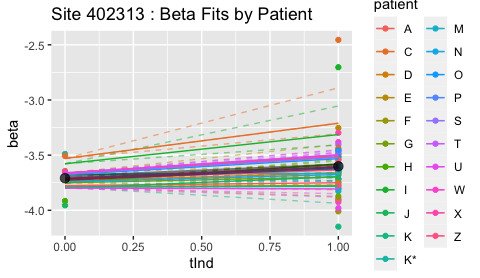 Site 402313 : Beta Fits by Patient
-2.5
-3.0
-3.5
-4.0
beta
0.00
0.25
0.50
0.75
1.00
tInd
patient
A
C
D
E
F
G
H
I
J
K
K*
M
N
O
P
S
T
U
W
X
Z